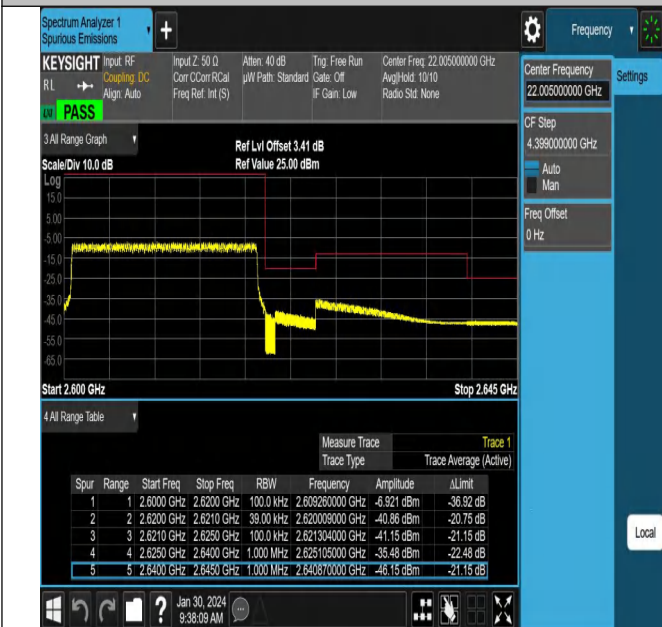 Spectrum Analyzer 1
Spurious Emissions
Frequency
KEYSIGHT Input: RF Input Z: 50 Ω Atten: 40 dB Trig: Free Run Center Freq: 22.005000000 GHz
RL Coupling: DC Corr CCorr RCal µW Path: Standard Gate: Off Avg|Hold: 10/10
Align: Auto Freq Ref: Int (S) IF Gain: Low Radio Std: None
PASS
Center Frequency
22.005000000 GHz
Settings
CF Step
4.399000000 GHz
Auto
Man
Freq Offset
0 Hz
3 All Range Graph
Ref Lvl Offset 3.41 dB
Scale/Div 10.0 dB Ref Value 25.00 dBm
Log
15.0
5.00
-5.00
-15.0
-25.0
-35.0
-45.0
-55.0
-65.0
Start 2.600 GHz Stop 2.645 GHz
4 All Range Table
Measure Trace Trace 1
Trace Type Trace Average (Active)
Spur Range Start Freq Stop Freq RBW Frequency Amplitude ΔLimit
1 1 2.6000 GHz 2.6200 GHz 100.0 kHz 2.609260000 GHz -6.921 dBm -36.92 dB
2 2 2.6200 GHz 2.6210 GHz 39.00 kHz 2.620009000 GHz -40.86 dBm -20.75 dB
3 3 2.6210 GHz 2.6250 GHz 100.0 kHz 2.621304000 GHz -41.15 dBm -21.15 dB
4 4 2.6250 GHz 2.6400 GHz 1.000 MHz 2.625105000 GHz -35.48 dBm -22.48 dB
5 5 2.6400 GHz 2.6450 GHz 1.000 MHz 2.640870000 GHz -46.15 dBm -21.15 dB
Local
Jan 30, 2024
9:38:09 AM